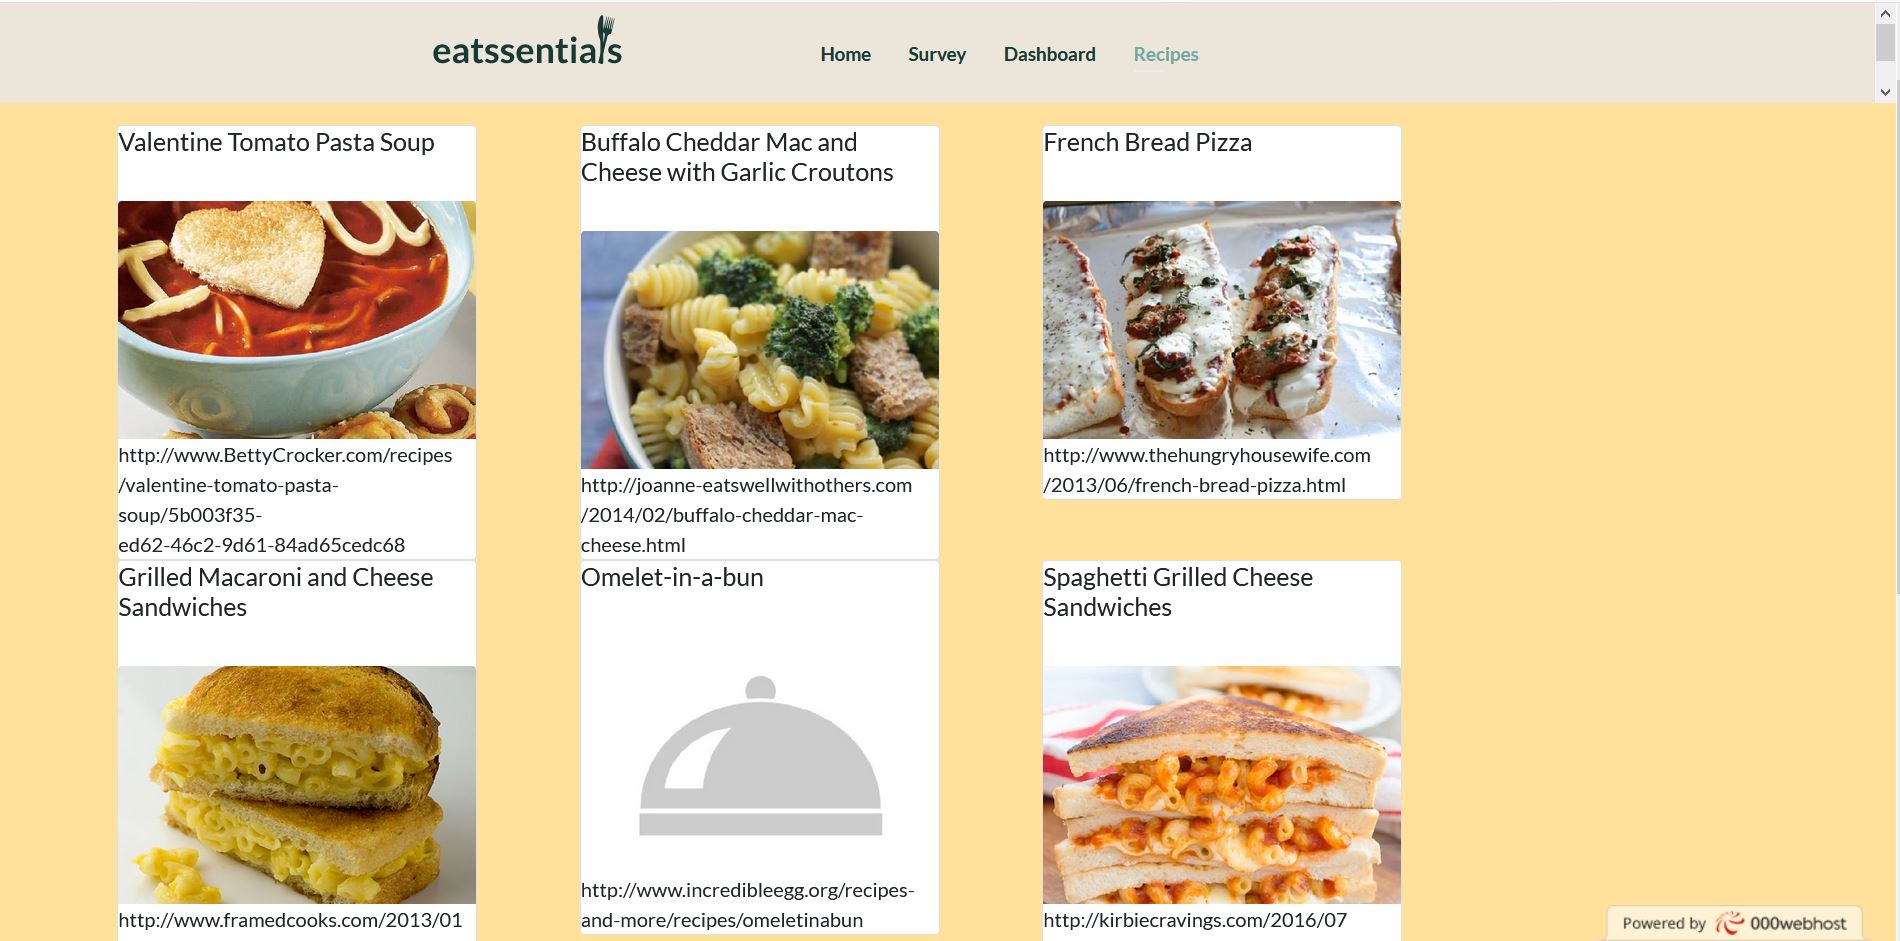 eatssentials
Home Survey Dashboard Recipes
Valentine Tomato Pasta Soup
http://www.BettyCrocker.com/recipes
/valentine-tomato-pasta-
soup/5b003f35-
ed62-46c2-9d61-84ad65cedc68
Buffalo Cheddar Mac and
Cheese with Garlic Croutons
http://joanne-eatswellwithothers.com
/2014/02/buffalo-cheddar-mac-
cheese.html
French Bread Pizza
http://www.thehungryhousewife.com
/2013/06/french-bread-pizza.html
Grilled Macaroni and Cheese
Sandwiches
http://www.framedcooks.com/2013/01
Omelet-in-a-bun
http://www.incredibleegg.org/recipes-
and-more/recipes/omeletinabun
Spaghetti Grilled Cheese
Sandwiches
http://kirbiecravings.com/2016/07
Powered by 000webhost